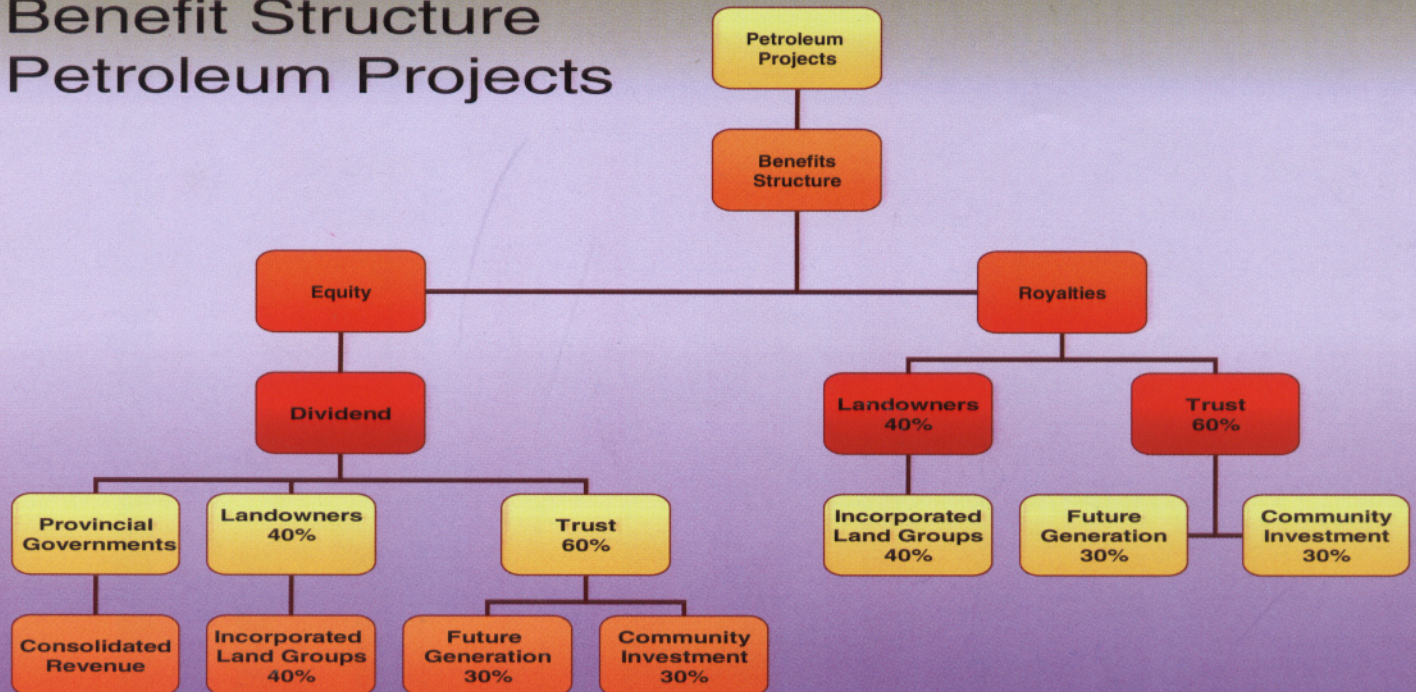 Benefit Structure
Petroleum Projects
Petroleum
Projects
Benefits
Structure
Equity
Royalties
Dividend
Landowners
40%
Trust
60%
Provincial
Governments
Landowners
40%
Trust
60%
Incorporated
Land Groups
40%
Future
Generation
30%
Community
Investment
30%
Consolidated
Revenue
Incorporated
Land Groups
40%
Future
Generation
30%
Community
Investment
30%